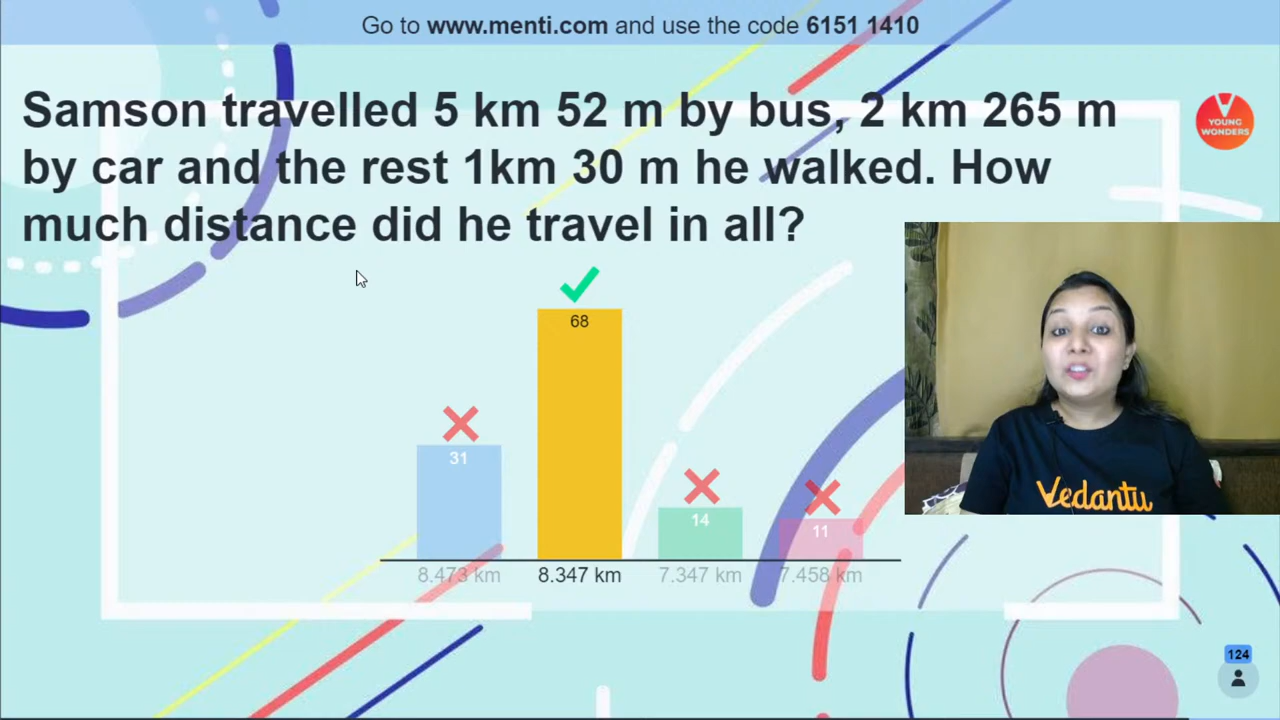 Go to www.menti.com and use the code 6151 1410
Samson travelled 5 km 52 m by bus, 2 km 265 m
by car and the rest 1km 30 m he walked. How
much distance did he travel in all?
YOUNG
WONDERS
68
31
14
11
8.473 km
8.347 km
7.347 km
7.458 km
Vedantu
124